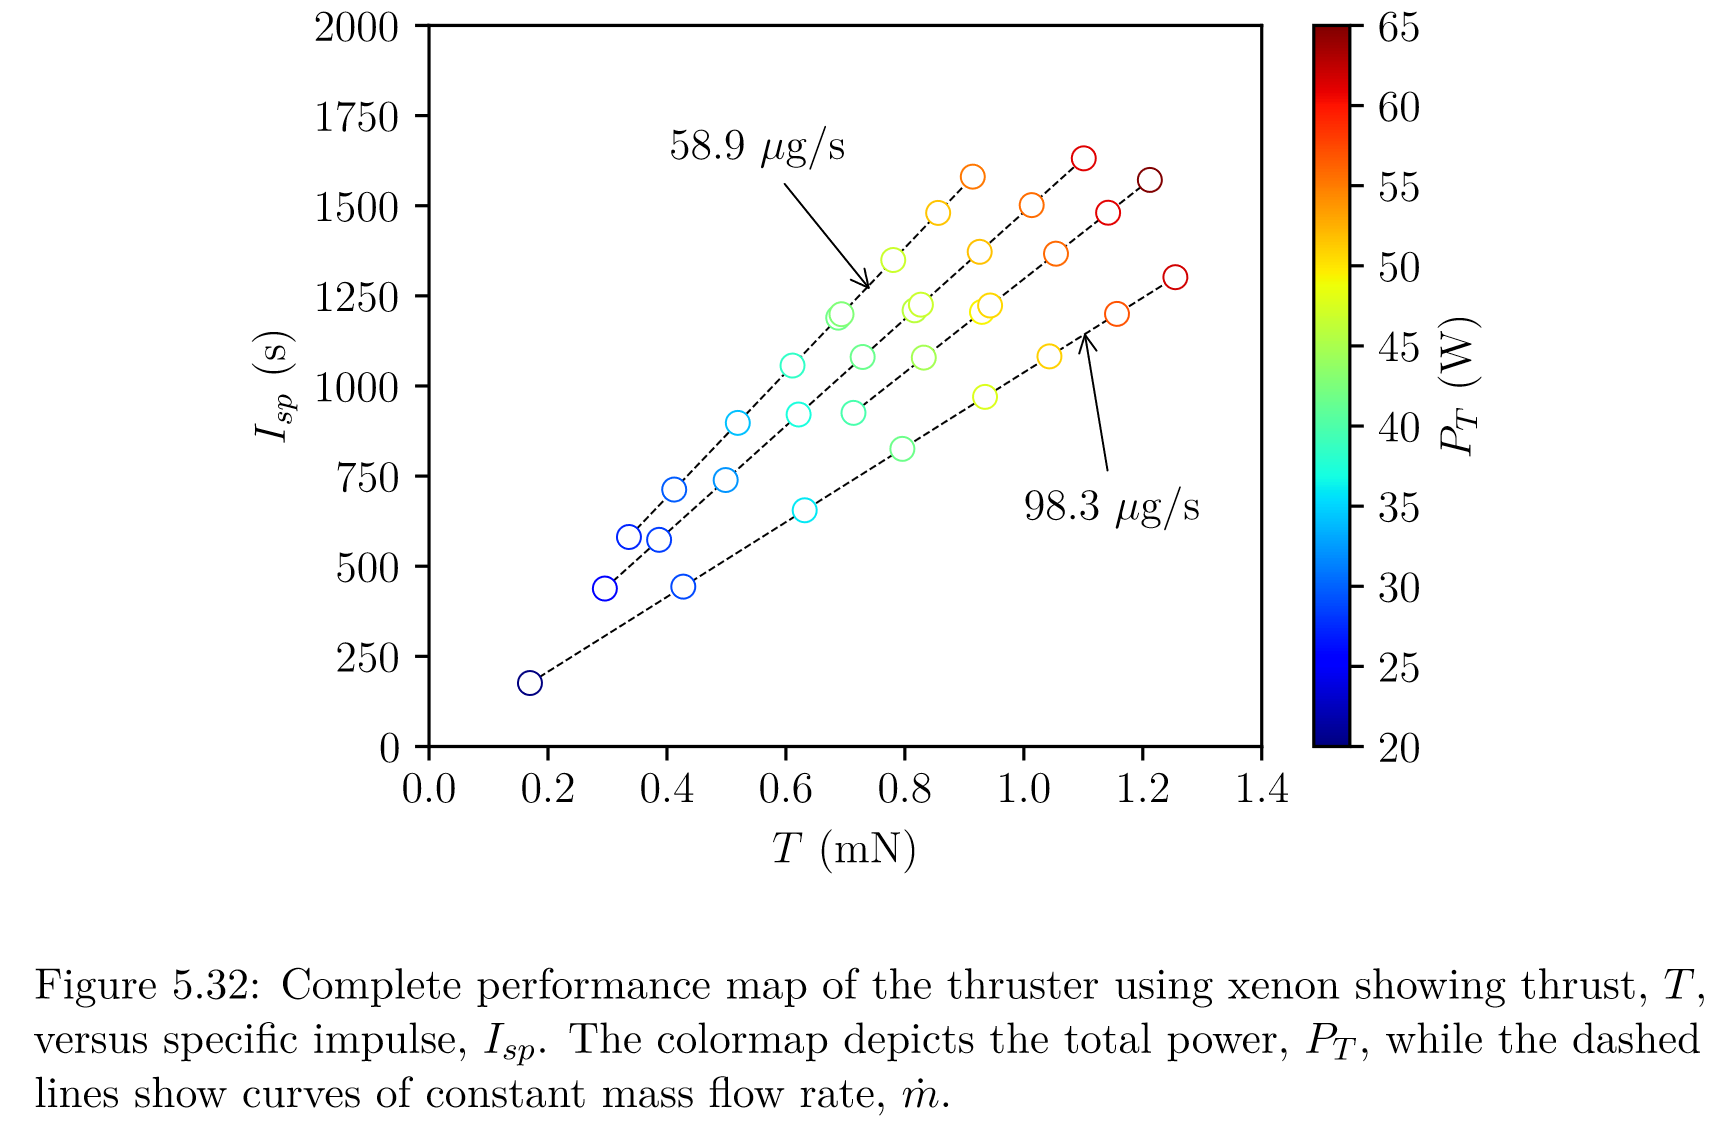 2000
1750
1500
1250
1000
750
500
250
0
I_{sp} (s)
58.9 μg/s
98.3 μg/s
0.0 0.2 0.4 0.6 0.8 1.0 1.2 1.4
T (mN)
65
60
55
50
45
40
35
30
25
20
P_T (W)
Figure 5.32: Complete performance map of the thruster using xenon showing thrust, T,
versus specific impulse, I_{sp}. The colormap depicts the total power, P_T, while the dashed
lines show curves of constant mass flow rate, ṁ.